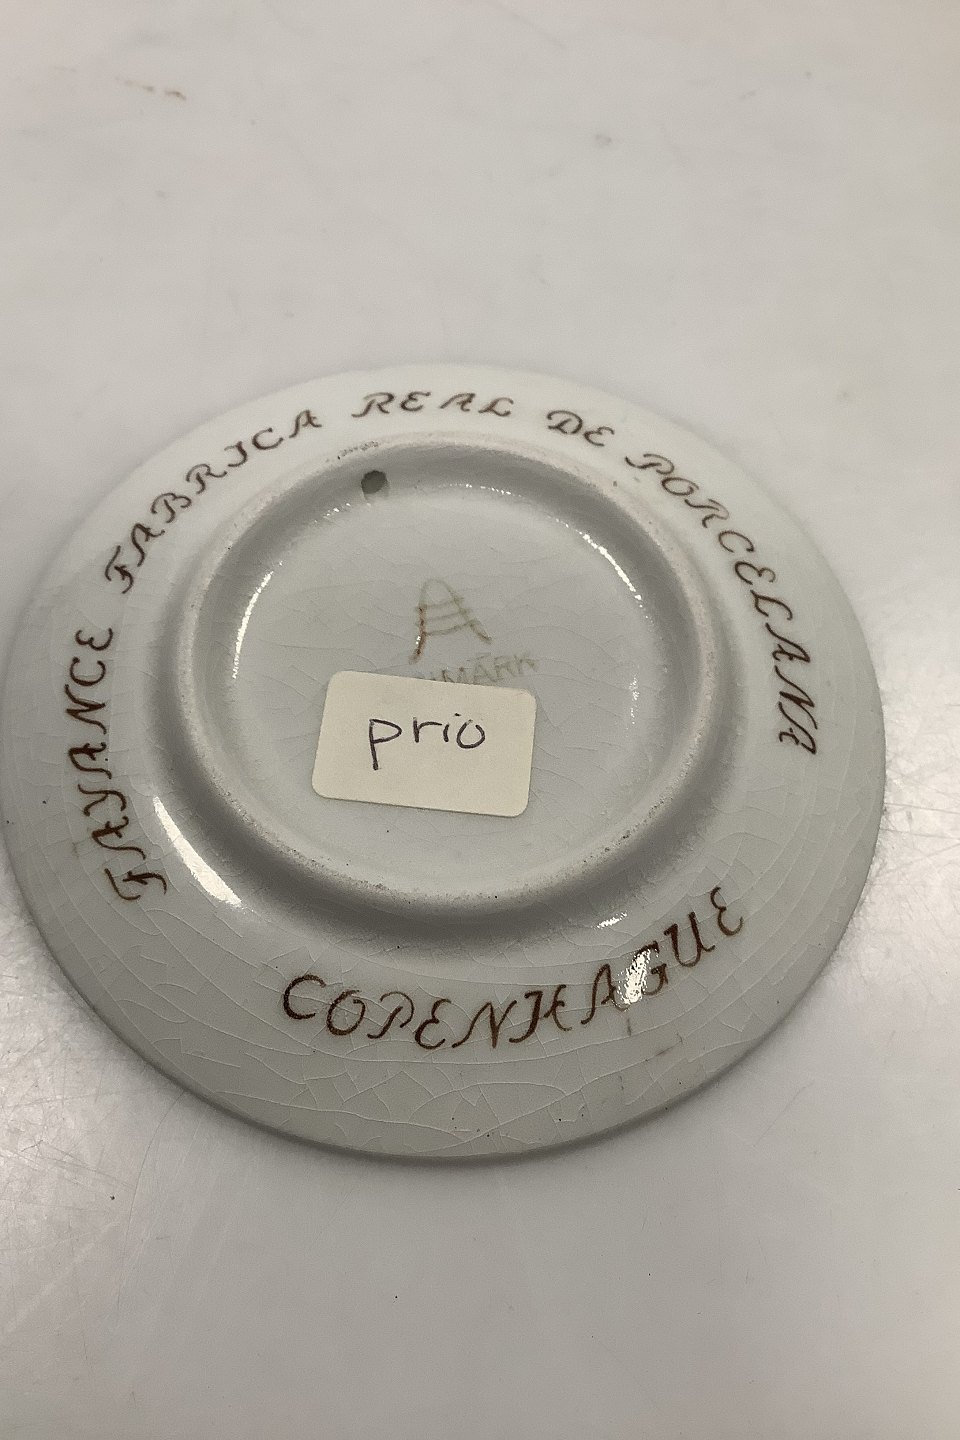 FAYANCE FABRICA REAL DE PORCELANA
COPENHAGUE
A
prio